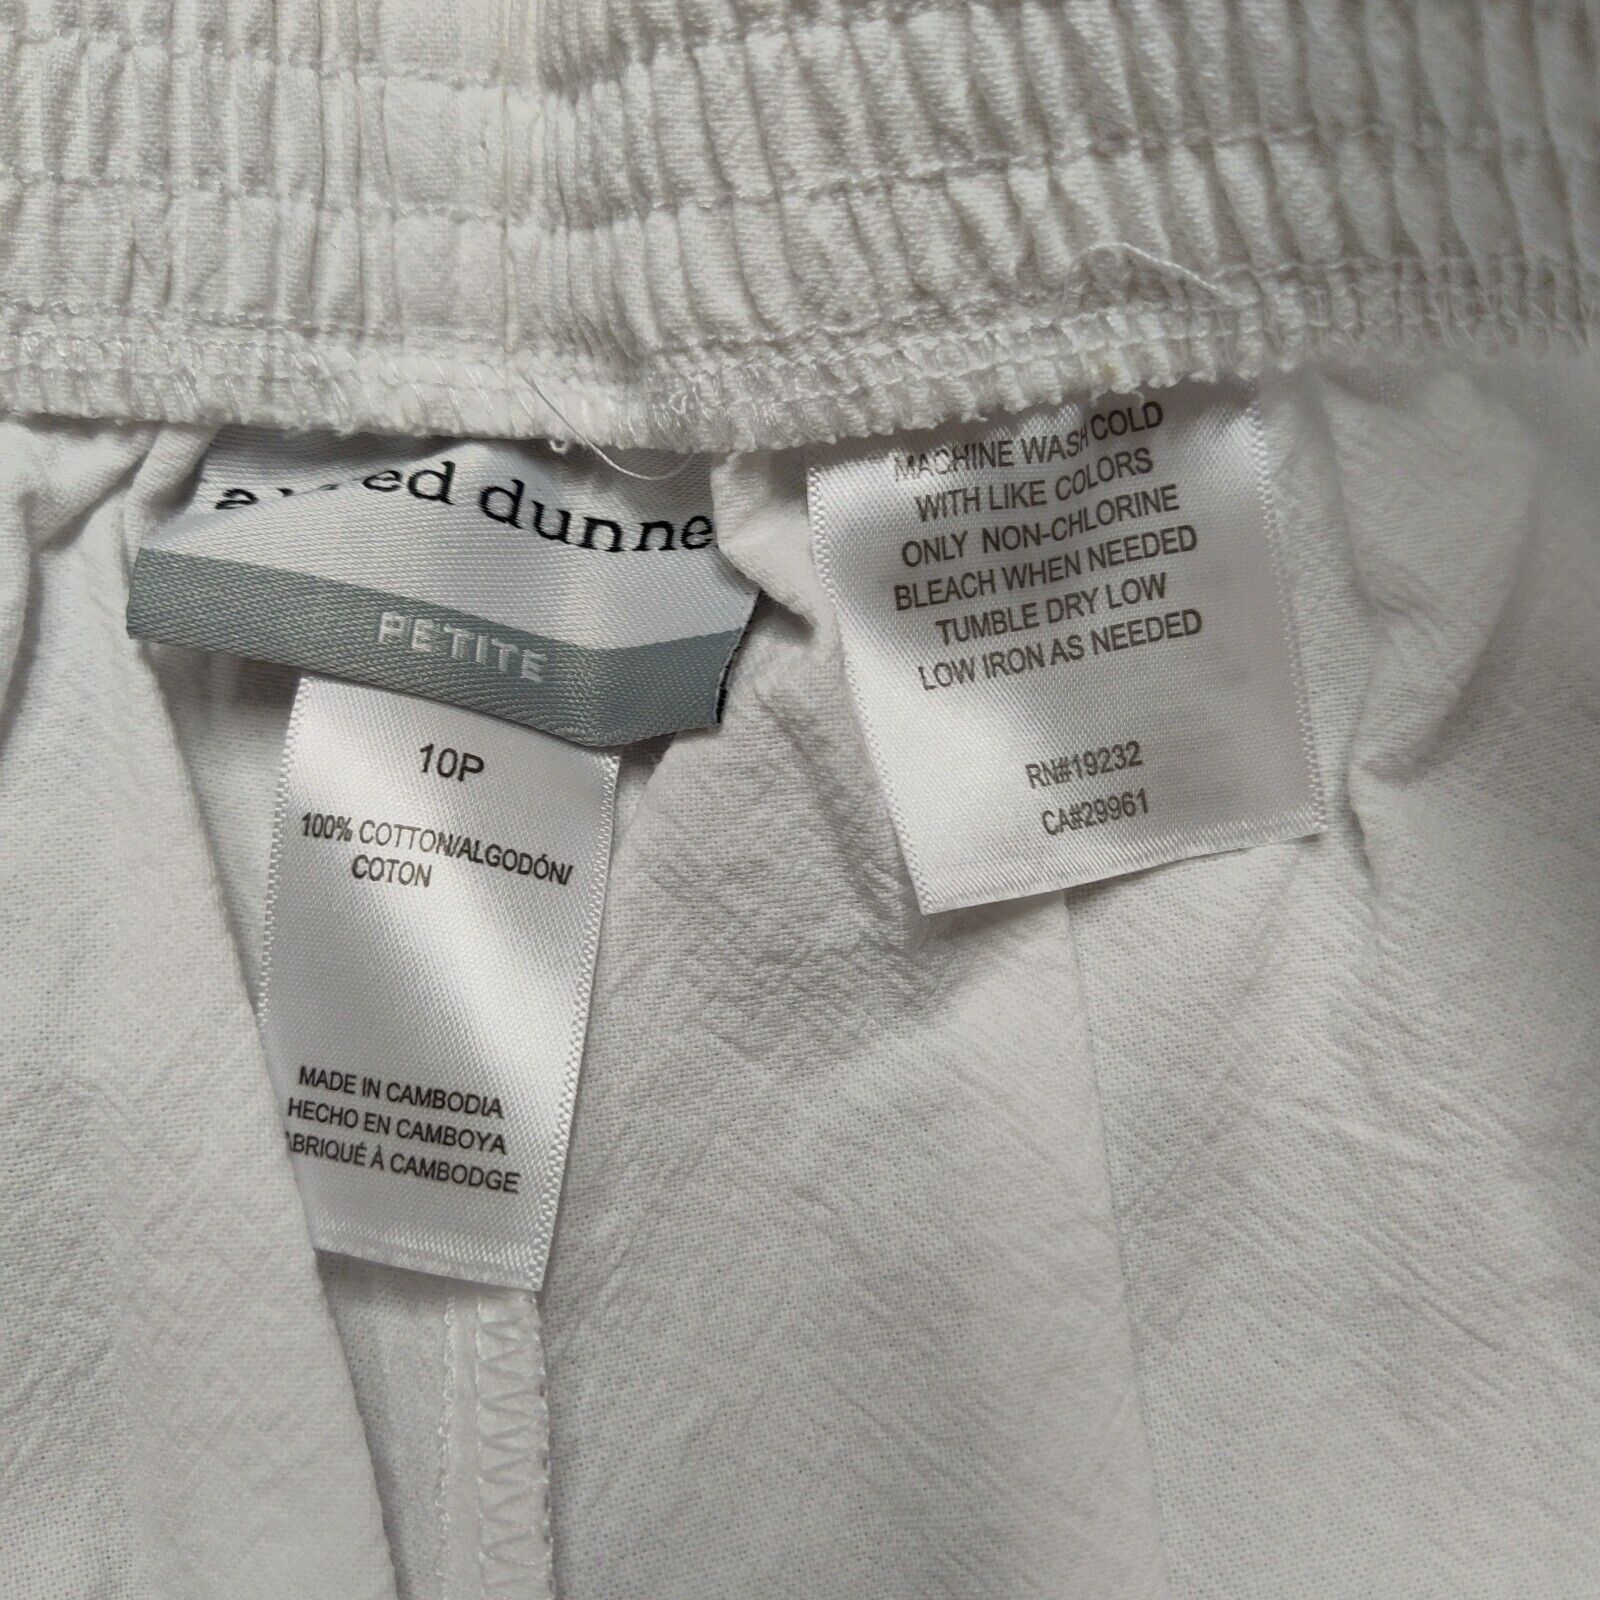 dunne
PETITE
10P
100% COTTON/ALGODÓN/
COTON
MADE IN CAMBODIA
HECHO EN CAMBOYA
ABRIQUÉ À CAMBODGE
MACHINE WASH COLD
WITH LIKE COLORS
ONLY NON-CHLORINE
BLEACH WHEN NEEDED
TUMBLE DRY LOW
LOW IRON AS NEEDED
RN#19232
CA#29961